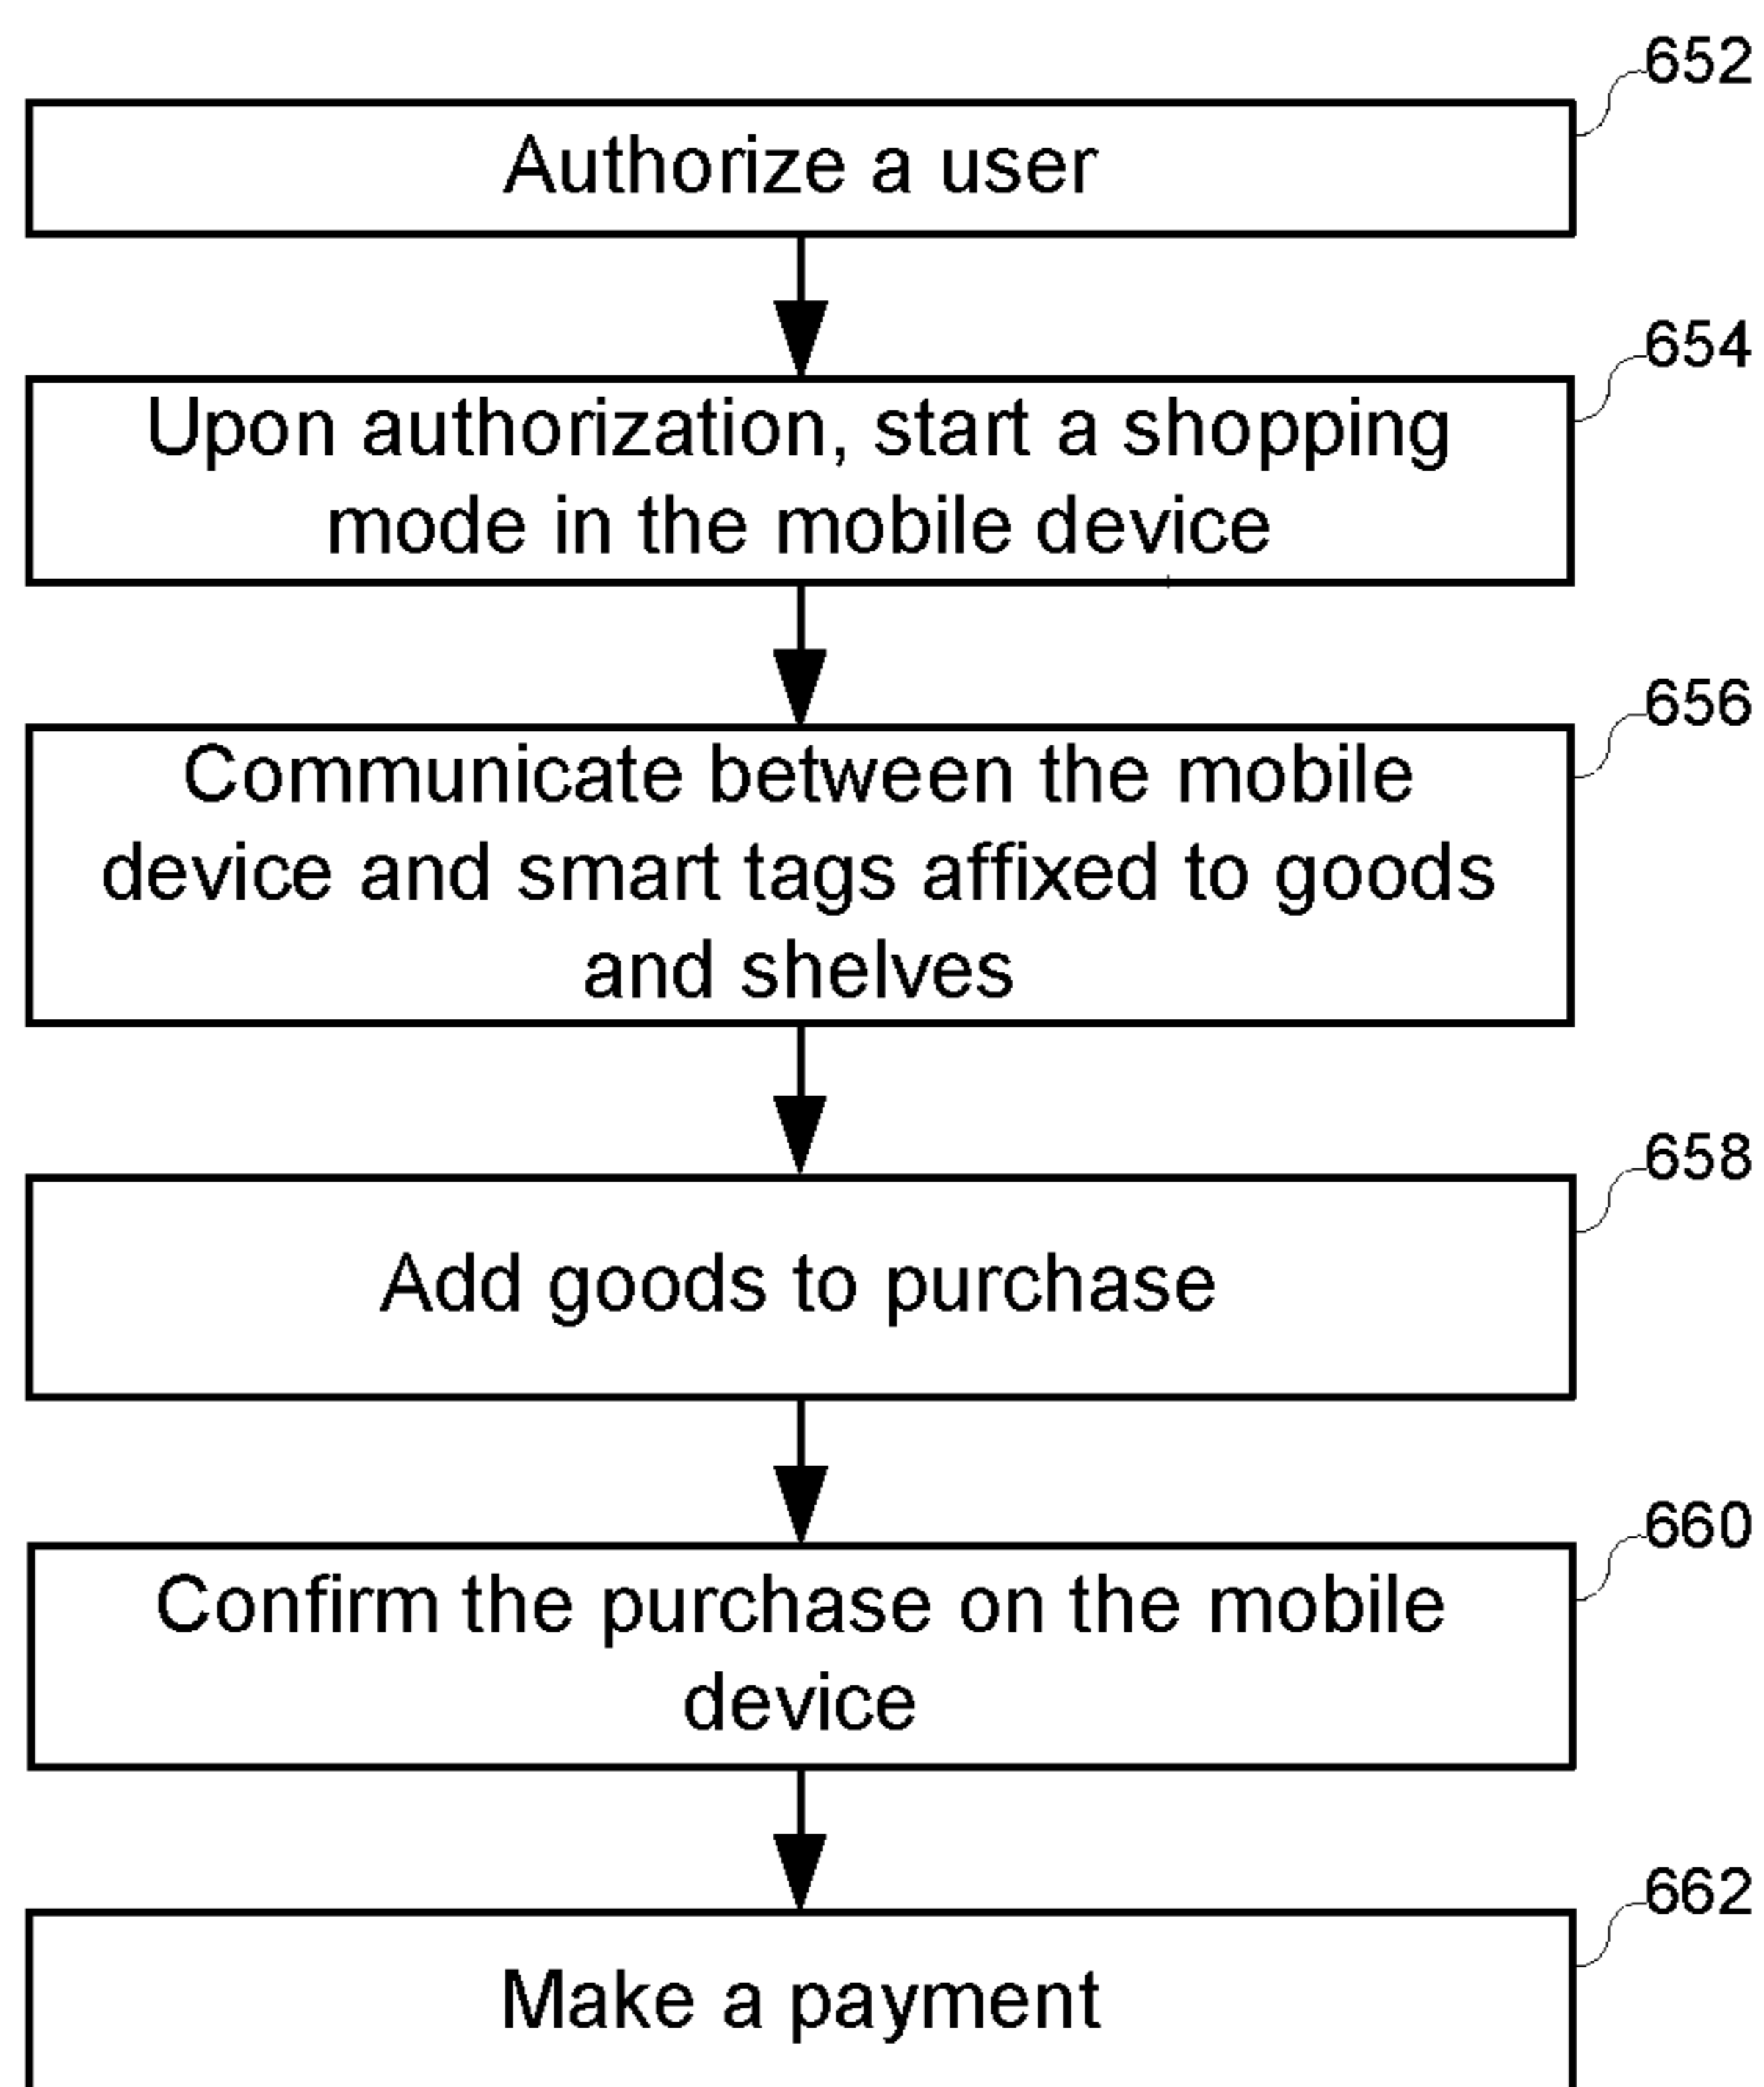 652
Authorize a user
654
Upon authorization, start a shopping
mode in the mobile device
656
Communicate between the mobile
device and smart tags affixed to goods
and shelves
658
Add goods to purchase
660
Confirm the purchase on the mobile
device
662
Make a payment